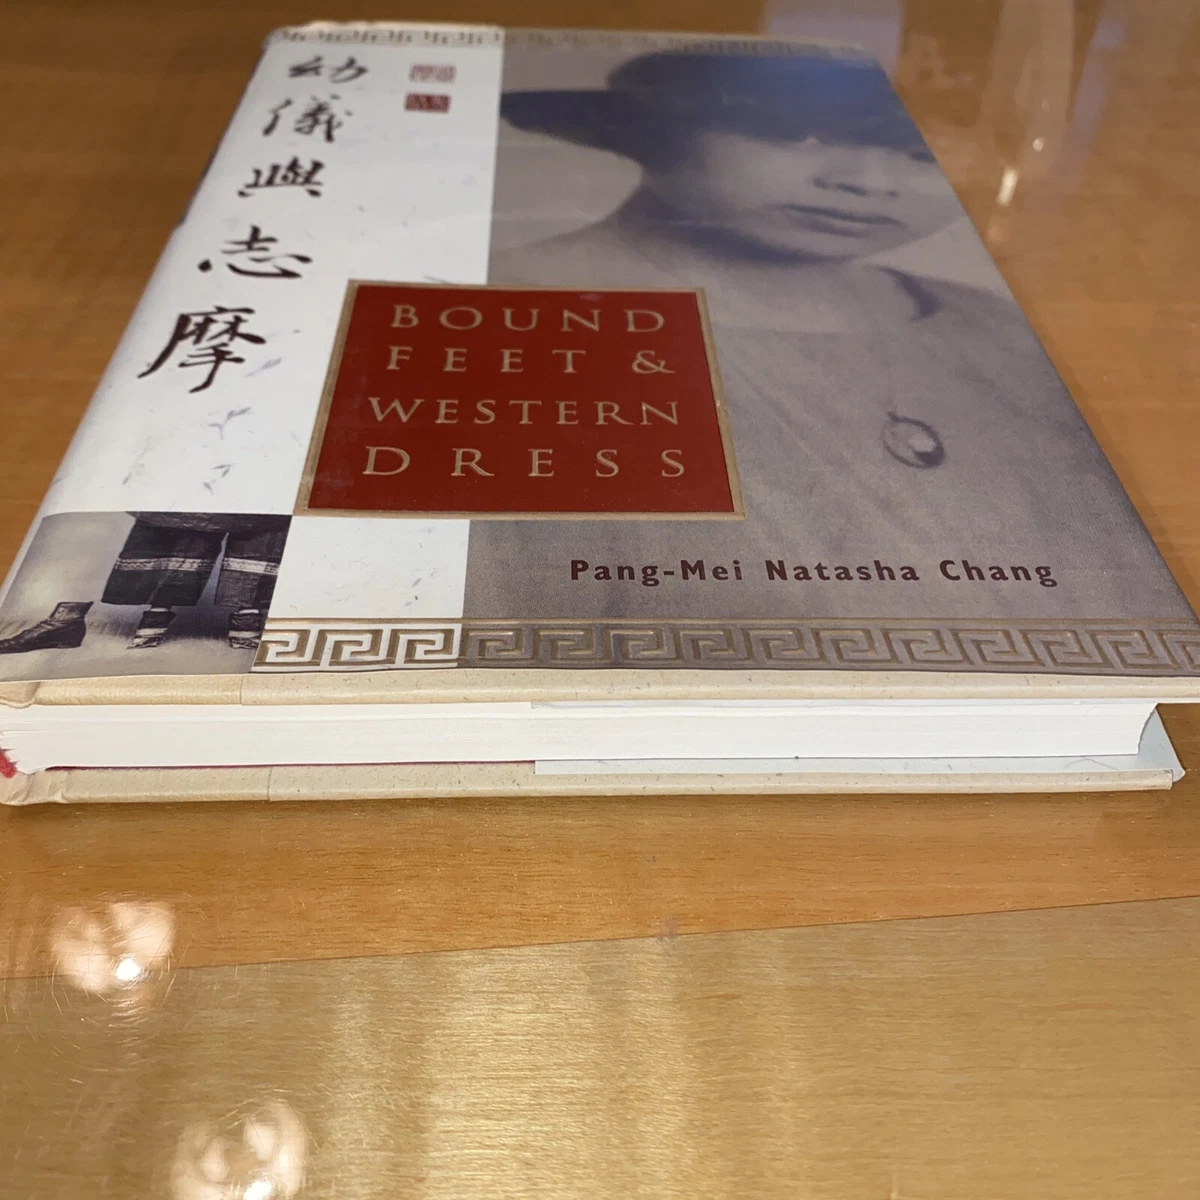 幼儀與志摩
BOUND
FEET &
WESTERN
DRESS
Pang-Mei Natasha Chang